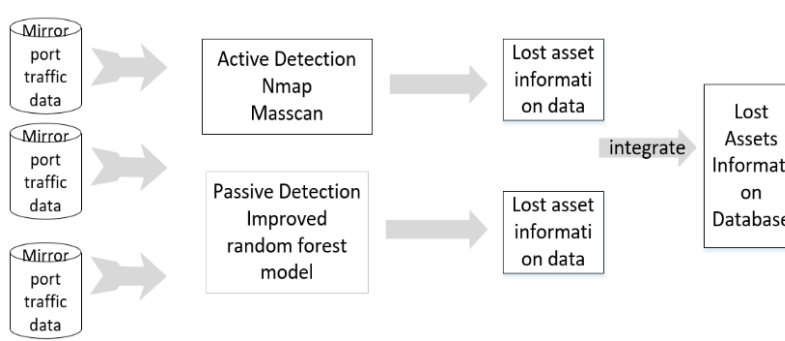 Mirror
port
traffic
data
Mirror
port
traffic
data
Mirror
port
traffic
data
Active Detection
Nmap
Masscan
Passive Detection
Improved
random forest
model
Lost asset
informati
on data
Lost asset
informati
on data
integrate
Lost
Assets
Informat
on
Database